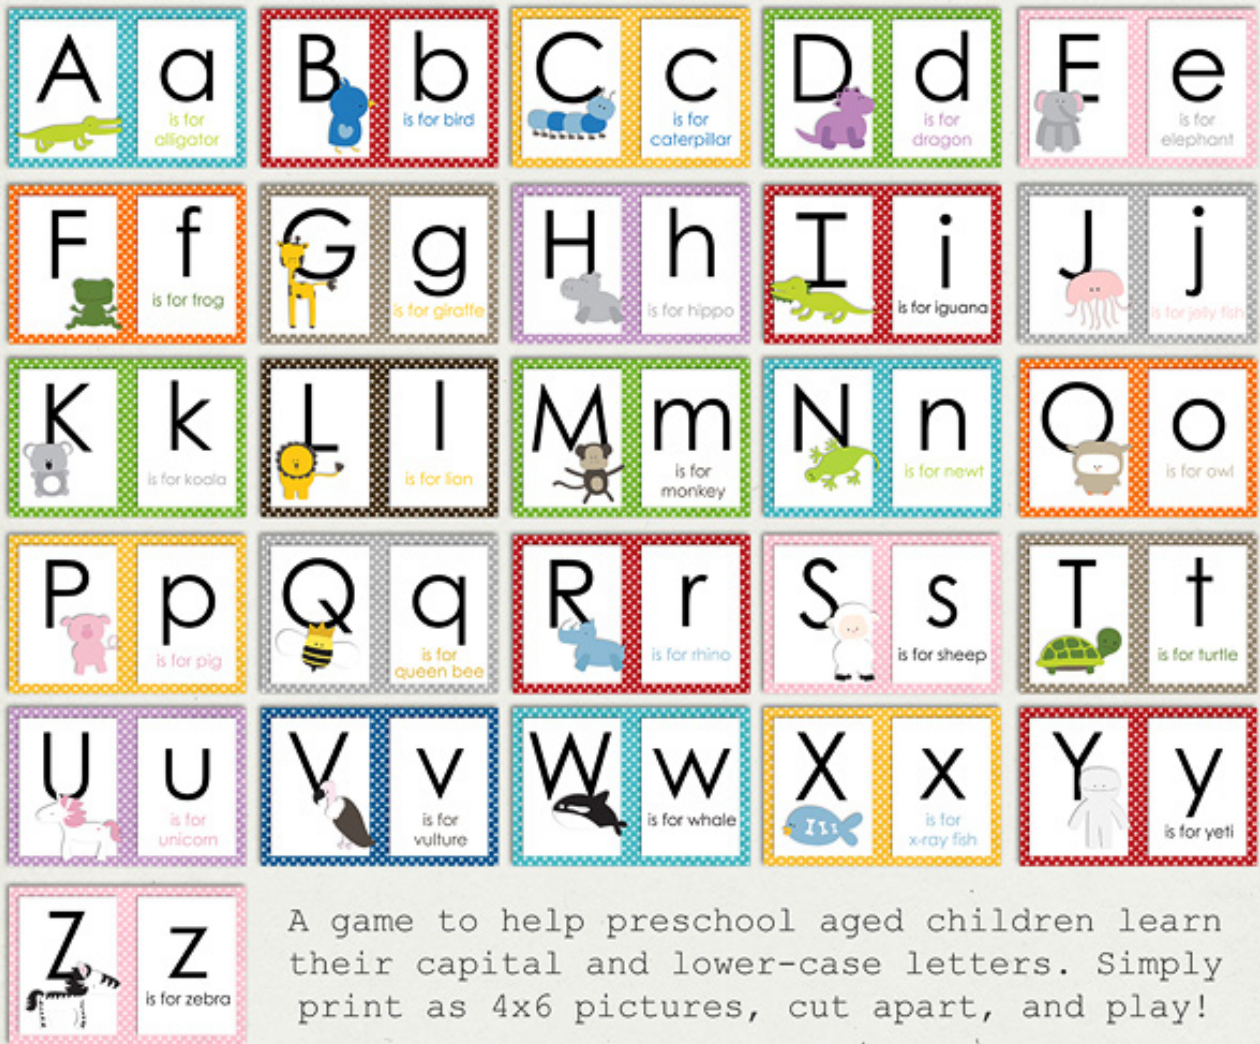 A a
is for
alligator
B b
is for bird
C c
is for
caterpillar
D d
is for
dragon
E e
is for
elephant
F f
is for frog
G g
is for giraffe
H h
is for hippo
I i
is for iguana
J j
is for jelly fish
K k
is for koala
L l
is for lian
M m
is for
monkey
N n
is for newt
O o
is for owl
P p
is for pig
Q q
is for
queen bee
R r
is for rhino
S s
is for sheep
T t
is for turtle
U u
is for
unicorn
V v
is for
vulture
W w
is for whale
X x
is for
x-ray fish
Y y
is for yeti
Z z
is for zebra
A game to help preschool aged children learn
their capital and lower-case letters. Simply
print as 4x6 pictures, cut apart, and play!